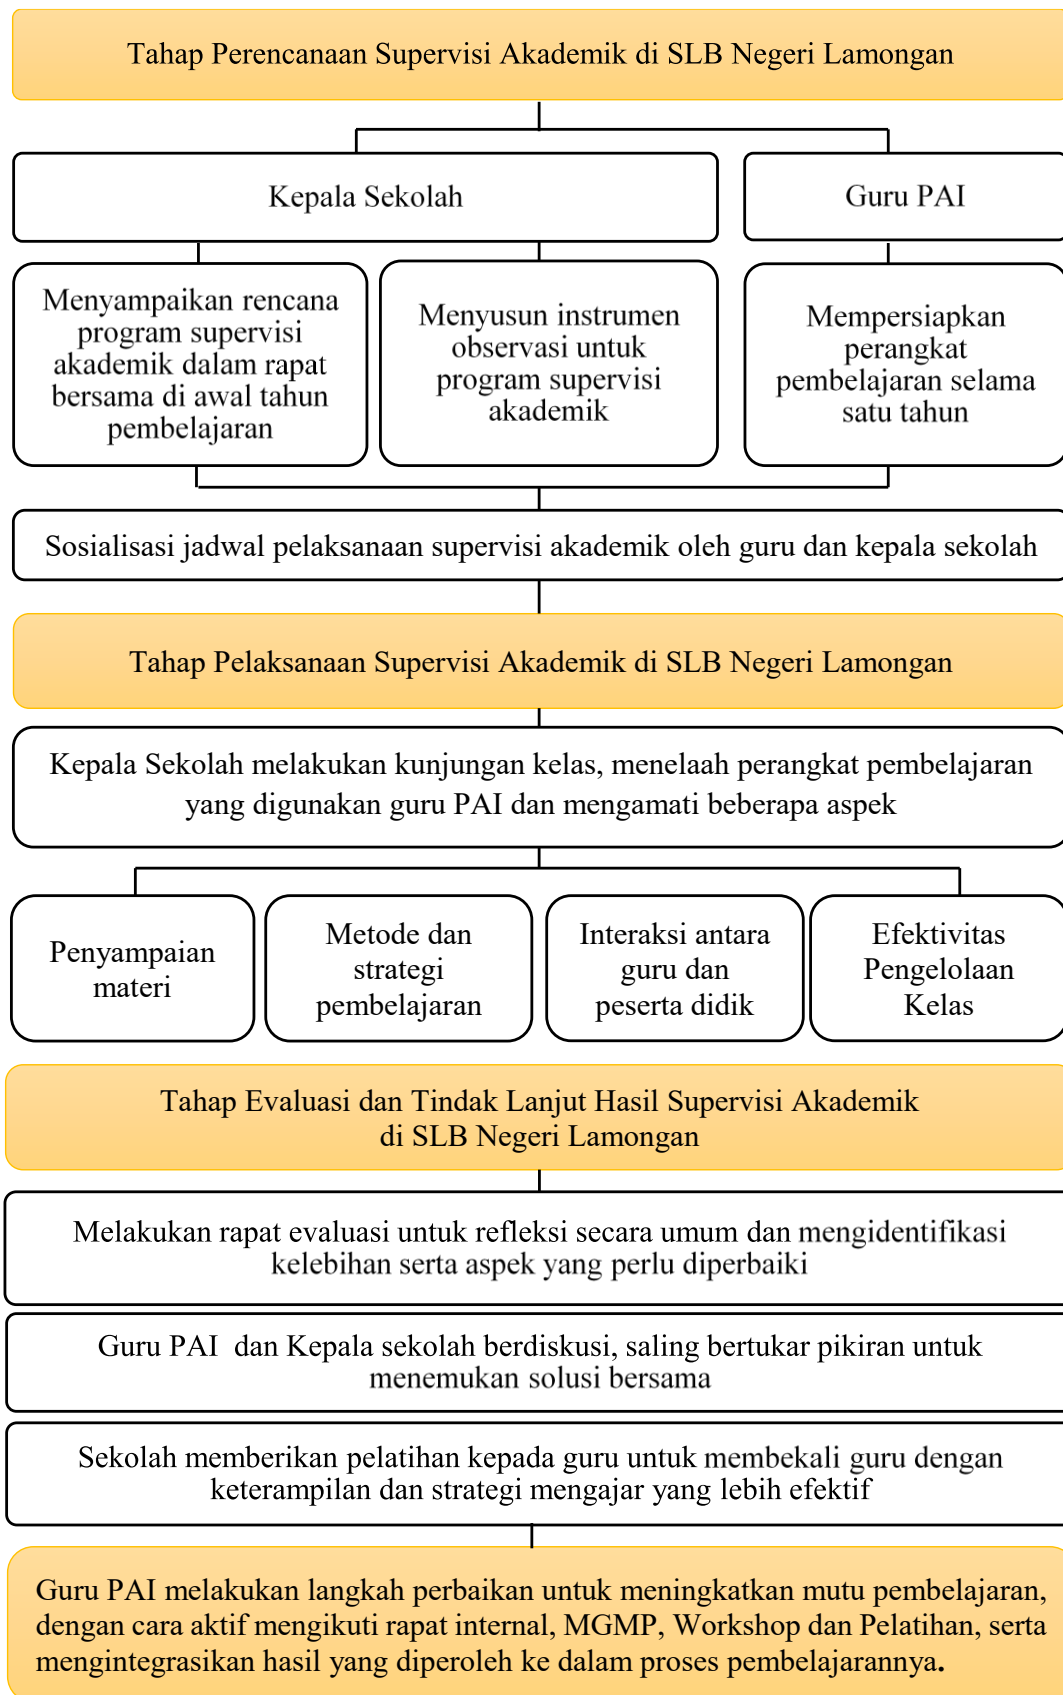 Tahap Perencanaan Supervisi Akademik di SLB Negeri Lamongan
Kepala Sekolah
Guru PAI
Menyampaikan rencana
program supervisi
akademik dalam rapat
bersama di awal tahun
pembelajaran
Menyusun instrumen
observasi untuk
program supervisi
akademik
Mempersiapkan
perangkat
pembelajaran selama
satu tahun
Sosialisasi jadwal pelaksanaan supervisi akademik oleh guru dan kepala sekolah
Tahap Pelaksanaan Supervisi Akademik di SLB Negeri Lamongan
Kepala Sekolah melakukan kunjungan kelas, menelaah perangkat pembelajaran
yang digunakan guru PAI dan mengamati beberapa aspek
Penyampaian
materi
Metode dan
strategi
pembelajaran
Interaksi antara
guru dan
peserta didik
Efektivitas
Pengelolaan
Kelas
Tahap Evaluasi dan Tindak Lanjut Hasil Supervisi Akademik
di SLB Negeri Lamongan
Melakukan rapat evaluasi untuk refleksi secara umum dan mengidentifikasi
kelebihan serta aspek yang perlu diperbaiki
Guru PAI dan Kepala sekolah berdiskusi, saling bertukar pikiran untuk
menemukan solusi bersama
Sekolah memberikan pelatihan kepada guru untuk membekali guru dengan
keterampilan dan strategi mengajar yang lebih efektif
Guru PAI melakukan langkah perbaikan untuk meningkatkan mutu pembelajaran,
dengan cara aktif mengikuti rapat internal, MGMP, Workshop dan Pelatihan, serta
mengintegrasikan hasil yang diperoleh ke dalam proses pembelajarannya.